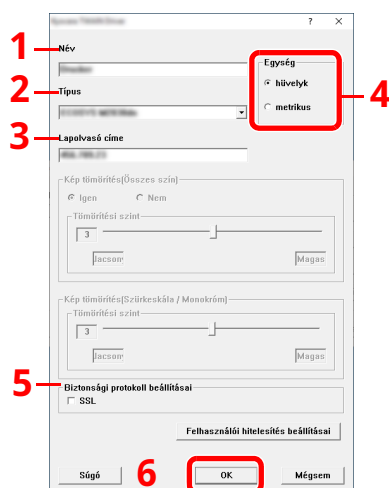 ? ×
1 Név
Egység
hüvelyk
metrikus
4
2 Típus
3 Lapolvasó címe
Kép tömörítés(Összes szín)
Igen Nem
Tömörítési szint
3
Magas
Kép tömörítés(Szürkeskála / Monokróm)
Tömörítési szint
3
Magas
5 Biztonsági protokoll beállításai
SSL
Felhasználói hitelesítés beállításai
Súgó 6 OK Mégsem